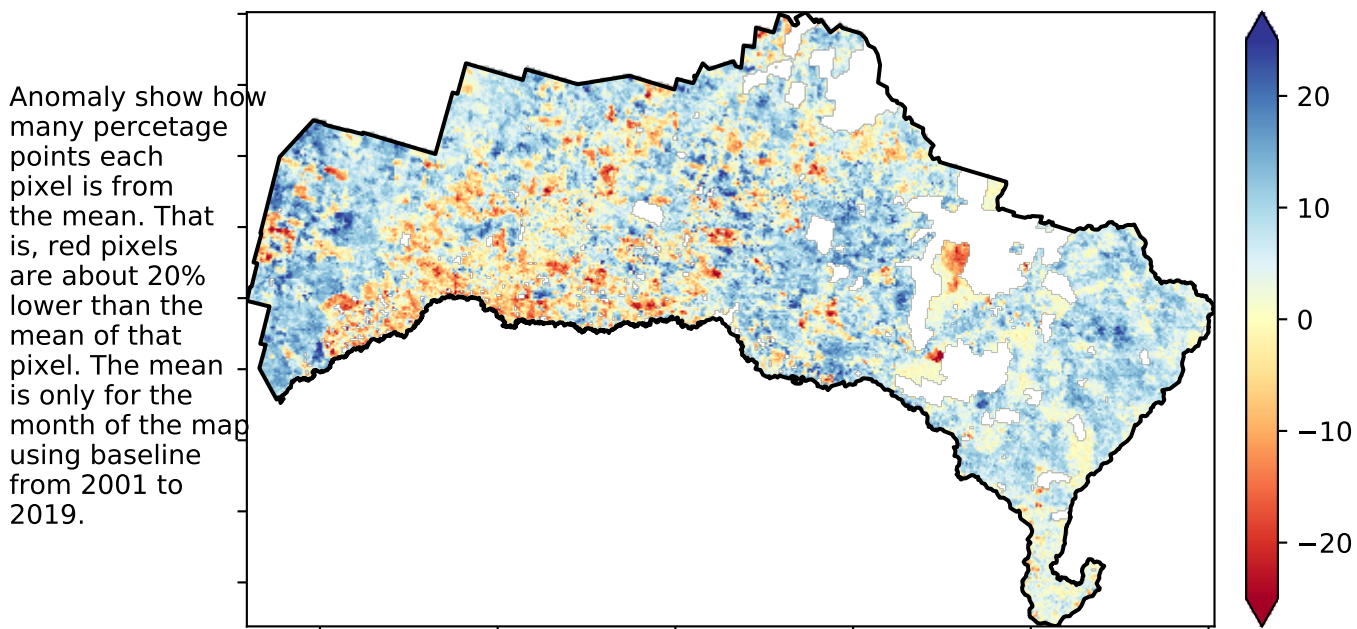 Anomaly show how
many percetage
points each
pixel is from
the mean. That
is, red pixels
are about 20%
lower than the
mean of that
pixel. The mean
is only for the
month of the map
using baseline
from 2001 to
2019.
20
10
0
−10
−20